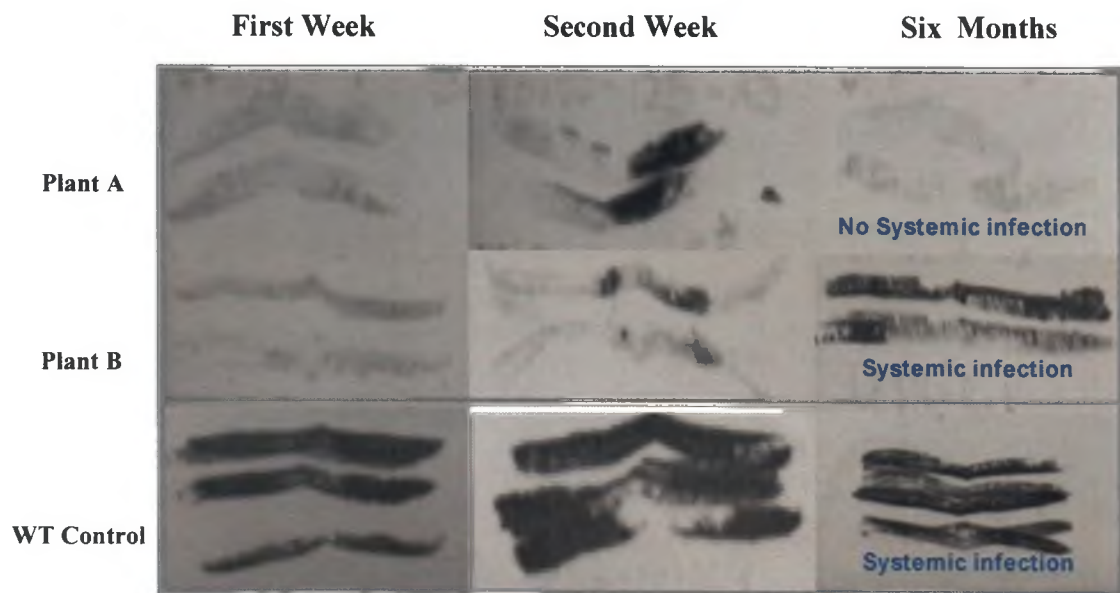 First Week Second Week Six Months
Plant A
No Systemic infection
Plant B
Systemic infection
WT Control
Systemic infection